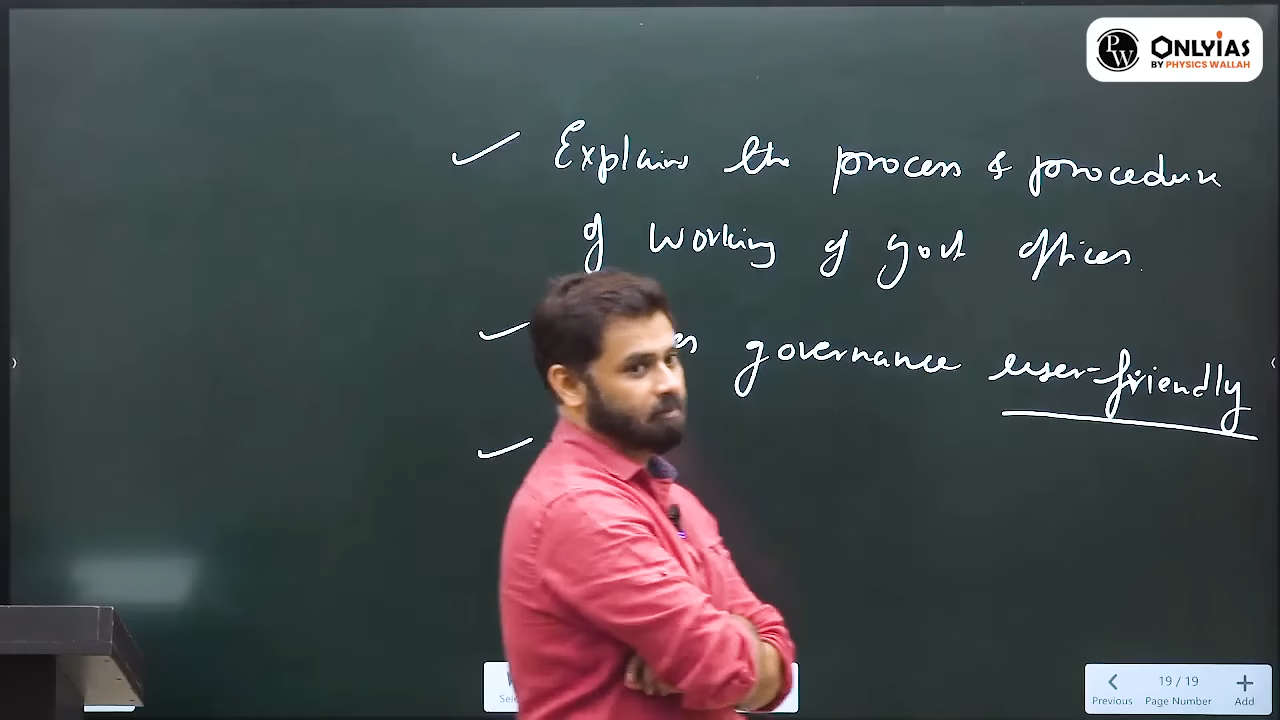 PW ONLYIAS
BY PHYSICS WALLAH
✓ Explains the process & procedure
of working of govt offices.
✓ governance user-friendly
✓
19 / 19
Previous Page Number Add